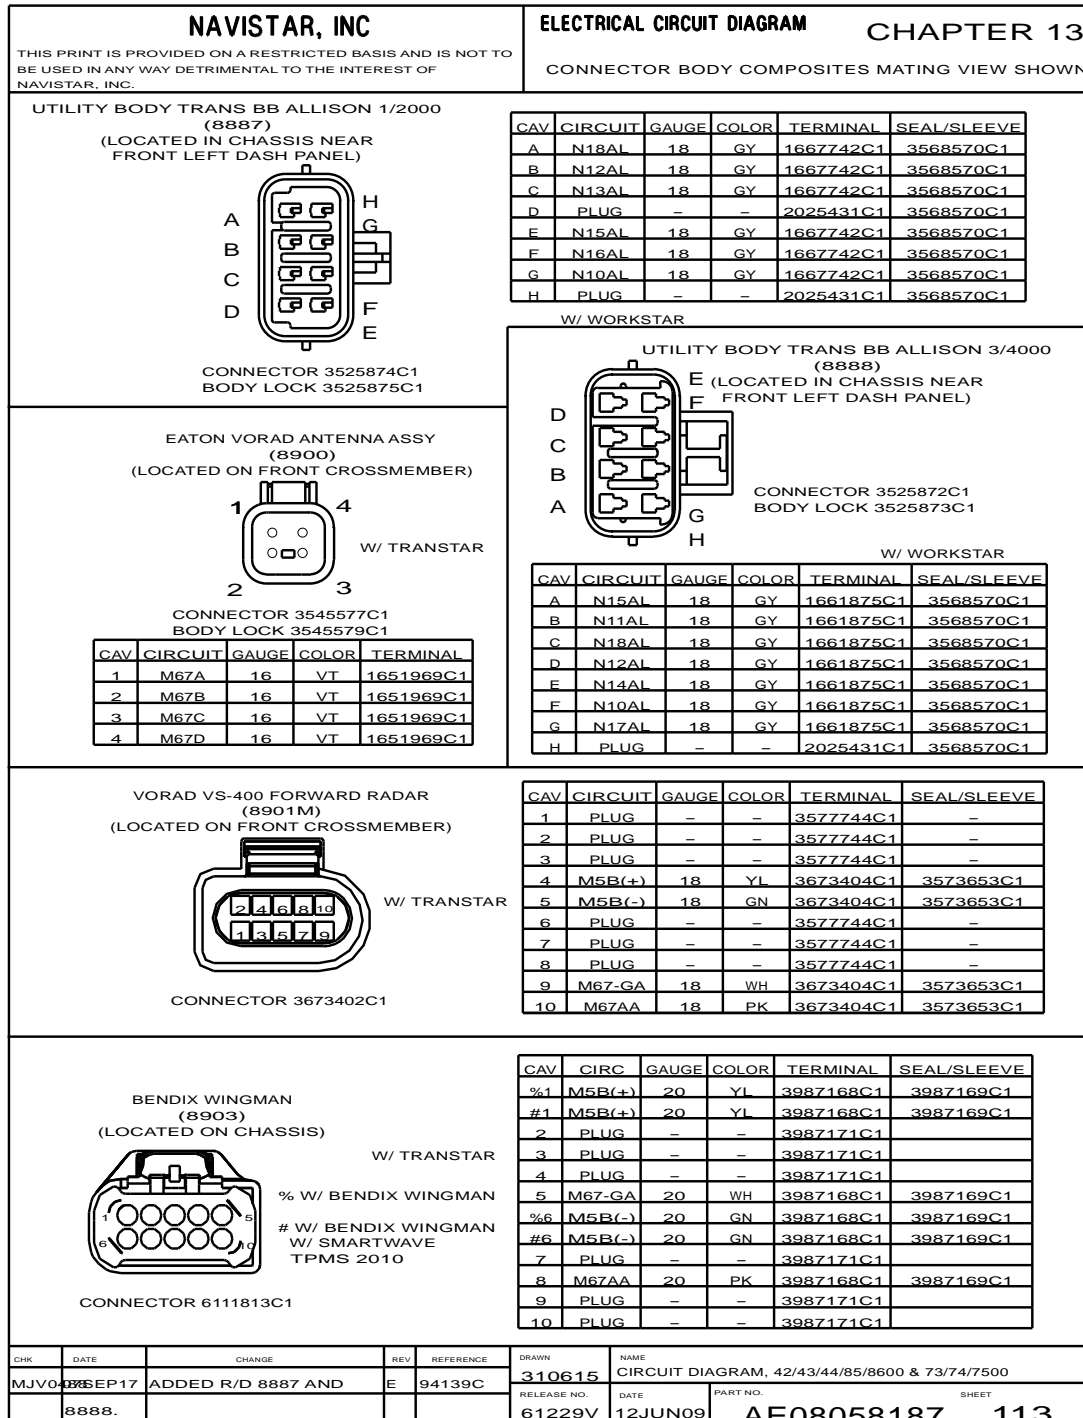 NAVISTAR, INC
THIS PRINT IS PROVIDED ON A RESTRICTED BASIS AND IS NOT TO
BE USED IN ANY WAY DETRIMENTAL TO THE INTEREST OF
NAVISTAR, INC.
ELECTRICAL CIRCUIT DIAGRAM
CHAPTER 13
CONNECTOR BODY COMPOSITES MATING VIEW SHOWN
UTILITY BODY TRANS BB ALLISON 1/2000
(8887)
(LOCATED IN CHASSIS NEAR
FRONT LEFT DASH PANEL)
A
B
C
D
H
G
F
E
CONNECTOR 3525874C1
BODY LOCK 3525875C1
CAV CIRCUIT GAUGE COLOR TERMINAL SEAL/SLEEVE
A N18AL 18 GY 1667742C1 3568570C1
B N12AL 18 GY 1667742C1 3568570C1
C N13AL 18 GY 1667742C1 3568570C1
D PLUG – – 2025431C1 3568570C1
E N15AL 18 GY 1667742C1 3568570C1
F N16AL 18 GY 1667742C1 3568570C1
G N10AL 18 GY 1667742C1 3568570C1
H PLUG – – 2025431C1 3568570C1
W/ WORKSTAR
UTILITY BODY TRANS BB ALLISON 3/4000
(8888)
(LOCATED IN CHASSIS NEAR
FRONT LEFT DASH PANEL)
D
C
B
A
E
F
G
H
CONNECTOR 3525872C1
BODY LOCK 3525873C1
W/ WORKSTAR
CAV CIRCUIT GAUGE COLOR TERMINAL SEAL/SLEEVE
A N15AL 18 GY 1661875C1 3568570C1
B N11AL 18 GY 1661875C1 3568570C1
C N18AL 18 GY 1661875C1 3568570C1
D N12AL 18 GY 1661875C1 3568570C1
E N14AL 18 GY 1661875C1 3568570C1
F N10AL 18 GY 1661875C1 3568570C1
G N17AL 18 GY 1661875C1 3568570C1
H PLUG – – 2025431C1 3568570C1
EATON VORAD ANTENNA ASSY
(8900)
(LOCATED ON FRONT CROSSMEMBER)
1 4
W/ TRANSTAR
2 3
CONNECTOR 3545577C1
BODY LOCK 3545579C1
CAV CIRCUIT GAUGE COLOR TERMINAL
1 M67A 16 VT 1651969C1
2 M67B 16 VT 1651969C1
3 M67C 16 VT 1651969C1
4 M67D 16 VT 1651969C1
VORAD VS-400 FORWARD RADAR
(8901M)
(LOCATED ON FRONT CROSSMEMBER)
W/ TRANSTAR
2 4 6 8 10
1 3 5 7 9
CONNECTOR 3673402C1
CAV CIRCUIT GAUGE COLOR TERMINAL SEAL/SLEEVE
1 PLUG – – 3577744C1 –
2 PLUG – – 3577744C1 –
3 PLUG – – 3577744C1 –
4 M5B(+) 18 YL 3673404C1 3573653C1
5 M5B(-) 18 GN 3673404C1 3573653C1
6 PLUG – – 3577744C1 –
7 PLUG – – 3577744C1 –
8 PLUG – – 3577744C1 –
9 M67-GA 18 WH 3673404C1 3573653C1
10 M67AA 18 PK 3673404C1 3573653C1
BENDIX WINGMAN
(8903)
(LOCATED ON CHASSIS)
W/ TRANSTAR
% W/ BENDIX WINGMAN
# W/ BENDIX WINGMAN
W/ SMARTWAVE
TPMS 2010
1 5
6 10
CONNECTOR 6111813C1
CAV CIRC GAUGE COLOR TERMINAL SEAL/SLEEVE
%1 M5B(+) 20 YL 3987168C1 3987169C1
#1 M5B(+) 20 YL 3987168C1 3987169C1
2 PLUG – – 3987171C1
3 PLUG – – 3987171C1
4 PLUG – – 3987171C1
5 M67-GA 20 WH 3987168C1 3987169C1
%6 M5B(-) 20 GN 3987168C1 3987169C1
#6 M5B(-) 20 GN 3987168C1 3987169C1
7 PLUG – – 3987171C1
8 M67AA 20 PK 3987168C1 3987169C1
9 PLUG – – 3987171C1
10 PLUG – – 3987171C1
CHK DATE CHANGE REV REFERENCE
ADDED R/D 8887 AND E 94139C
8888.
DRAWN
310615
NAME
CIRCUIT DIAGRAM, 42/43/44/85/8600 & 73/74/7500
RELEASE NO.
61229V
DATE
12JUN09
PART NO.
AE08058187
SHEET
113